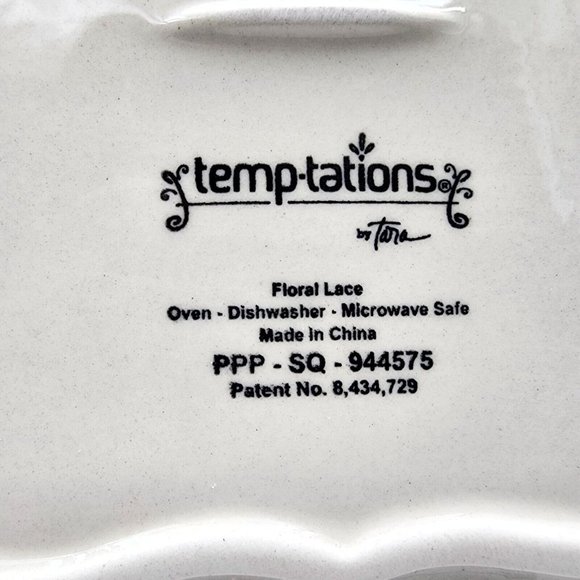 temp-tations®
by Tara
Floral Lace
Oven - Dishwasher - Microwave Safe
Made in China
PPP - SQ - 944575
Patent No. 8,434,729